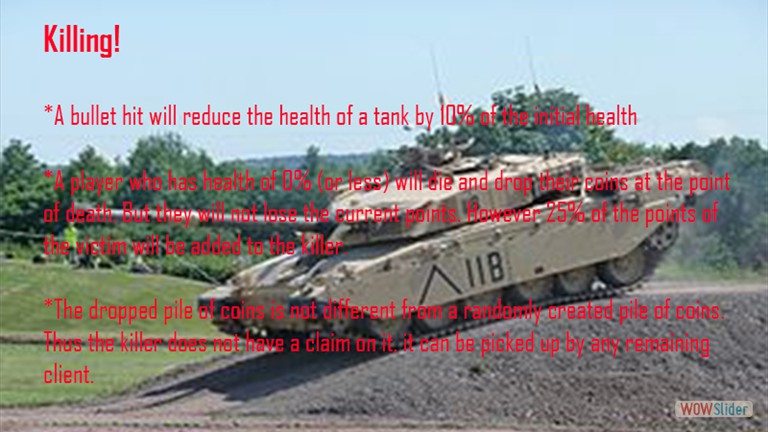 Killing!
*A bullet hit will reduce the health of a tank by 10% of the initial health
*A player who has health of 0% (or less) will die and drop their coins at the point
of death. But they will not lose the current points. However 25% of the points of
the victim will be added to the killer
*The dropped pile of coins is not different from a randomly created pile of coins.
Thus the killer does not have a claim on it, it can be picked up by any remaining
client.
11B
WOWSlider